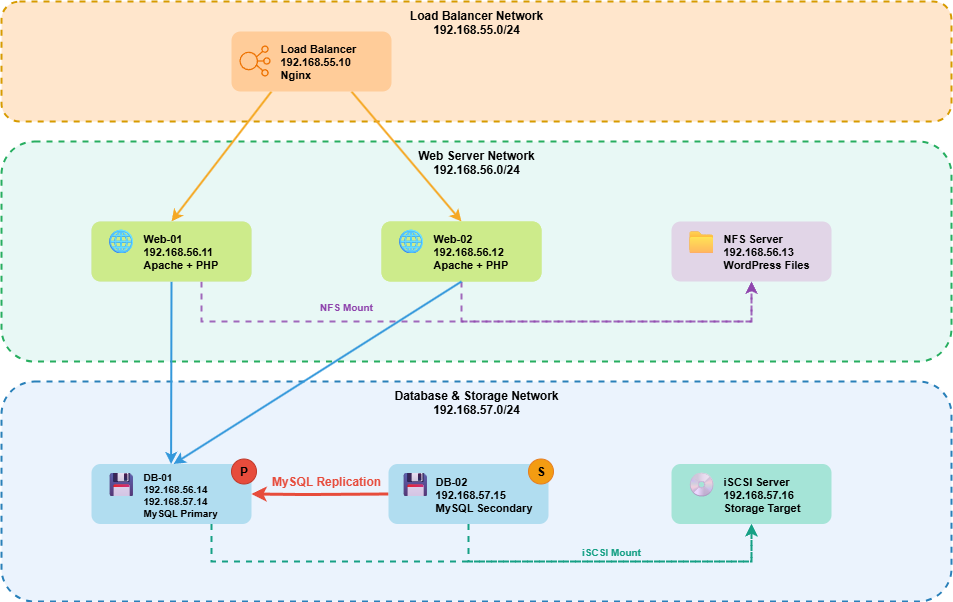 Load Balancer Network
192.168.55.0/24
Load Balancer
192.168.55.10
Nginx
Web Server Network
192.168.56.0/24
Web-01
192.168.56.11
Apache + PHP
Web-02
192.168.56.12
Apache + PHP
NFS Server
192.168.56.13
WordPress Files
NFS Mount
Database & Storage Network
192.168.57.0/24
DB-01
192.168.56.14
192.168.57.14
MySQL Primary
P
MySQL Replication
DB-02
192.168.57.15
MySQL Secondary
S
iSCSI Server
192.168.57.16
Storage Target
iSCSI Mount